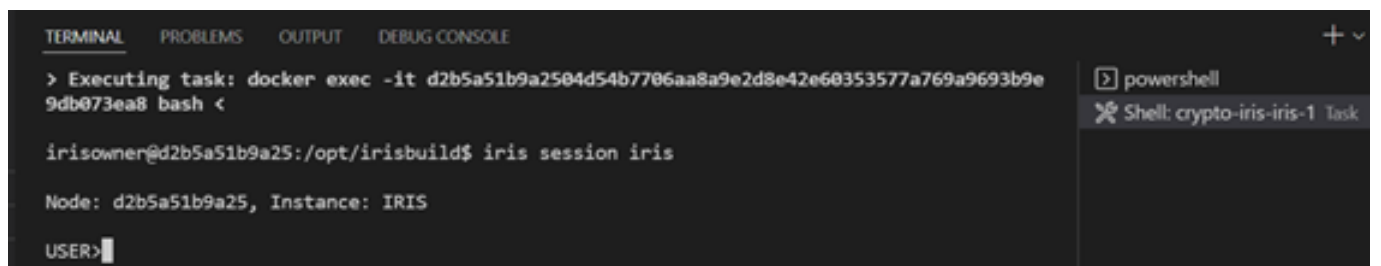 TERMINAL PROBLEMS OUTPUT DEBUG CONSOLE
> Executing task: docker exec -it d2b5a51b9a2504d54b7706aa8a9e2d8e42e60353577a769a9693b9e
9db073ea8 bash <
irisowner@d2b5a51b9a25:/opt/irisbuild$ iris session iris
Node: d2b5a51b9a25, Instance: IRIS
USER>
powershell
Shell: crypto-iris-iris-1 Task